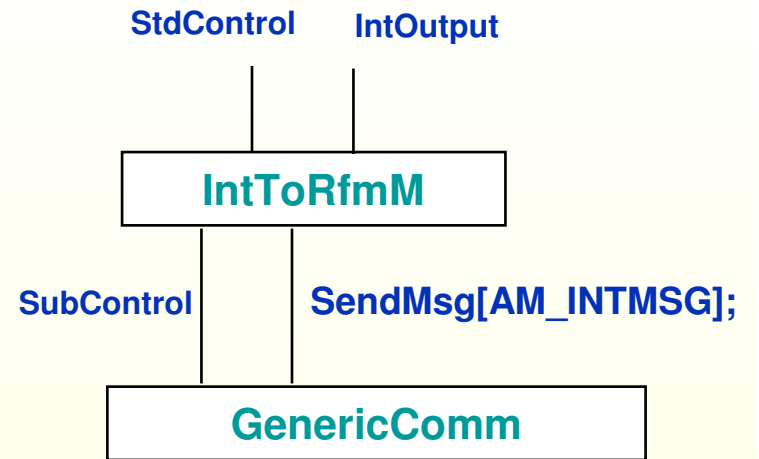 StdControl IntOutput
IntToRfmM
SubControl SendMsg[AM_INTMSG];
GenericComm